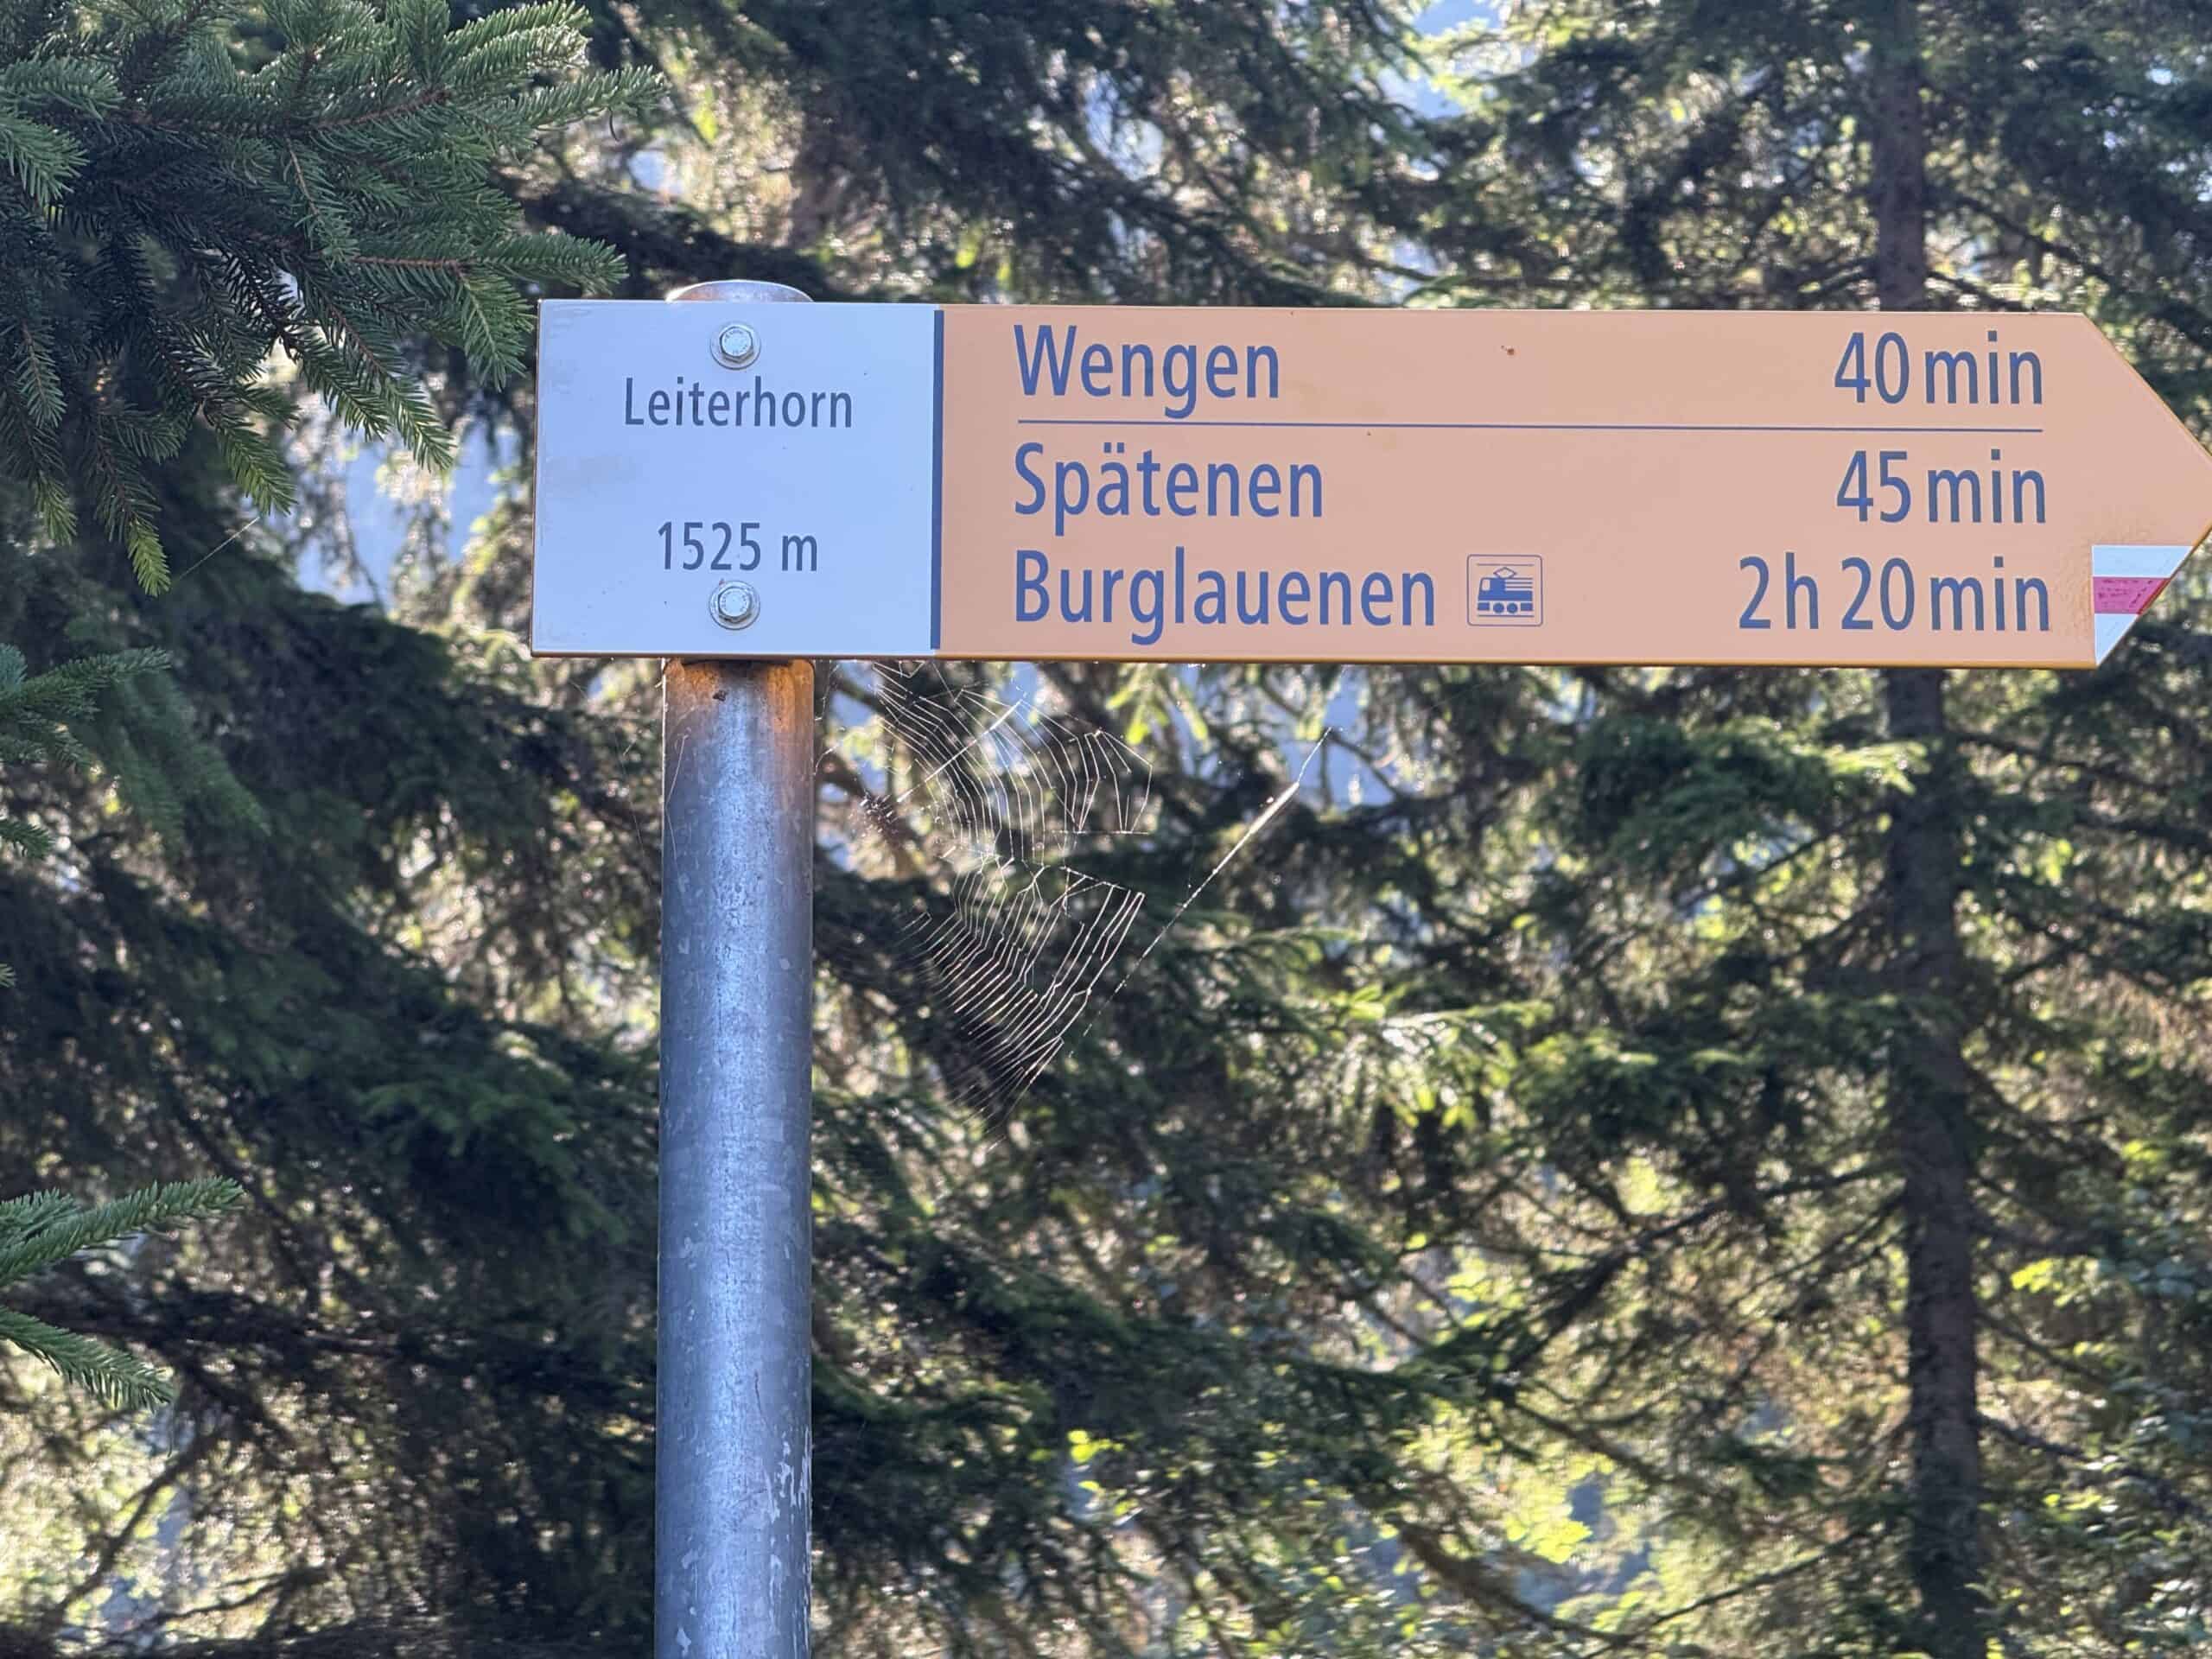 Leiterhorn
1525 m
Wengen 40 min
Spätenen 45 min
Burglauenen 2 h 20 min